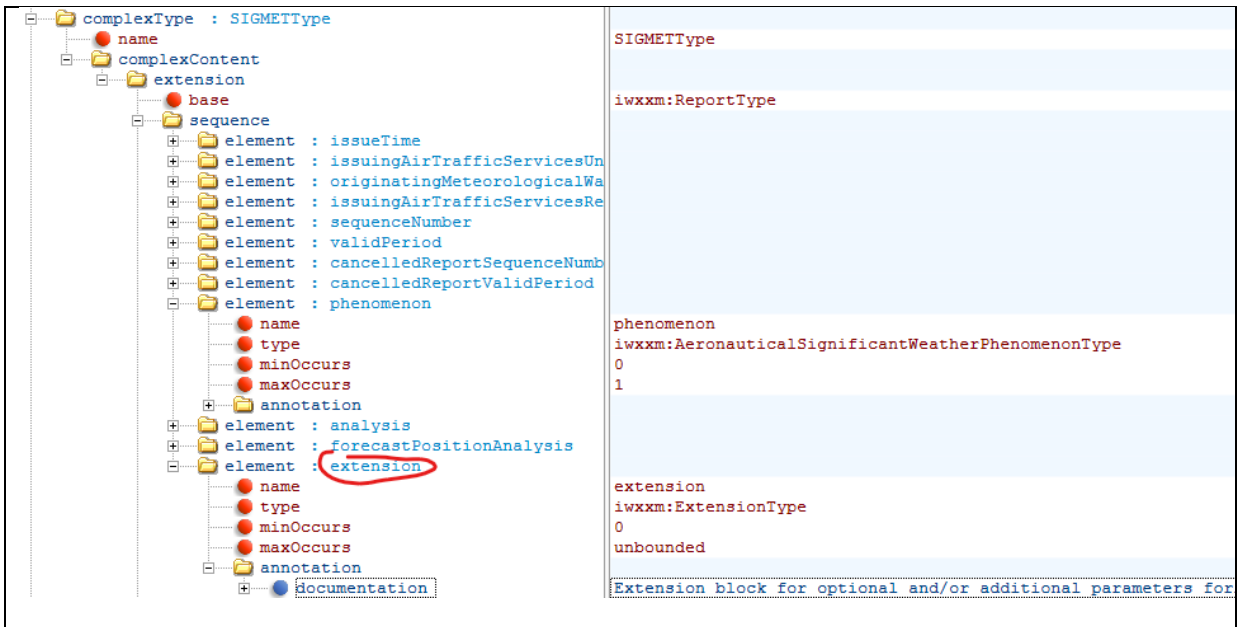 complexType : SIGMETType
name SIGMETType
complexContent
extension
base iwxxm:ReportType
sequence
element : issueTime
element : issuingAirTrafficServicesUn
element : originatingMeteorologicalWa
element : issuingAirTrafficServicesRe
element : sequenceNumber
element : validPeriod
element : cancelledReportSequenceNumb
element : cancelledReportValidPeriod
element : phenomenon
name phenomenon
type iwxxm:AeronauticalSignificantWeatherPhenomenonType
minOccurs 0
maxOccurs 1
annotation
element : analysis
element : forecastPositionAnalysis
element : extension
name extension
type iwxxm:ExtensionType
minOccurs 0
maxOccurs unbounded
annotation
documentation Extension block for optional and/or additional parameters for